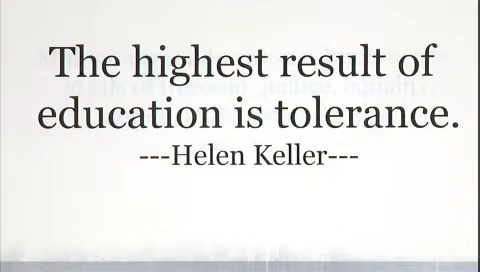 The highest result of
education is tolerance.
---Helen Keller---